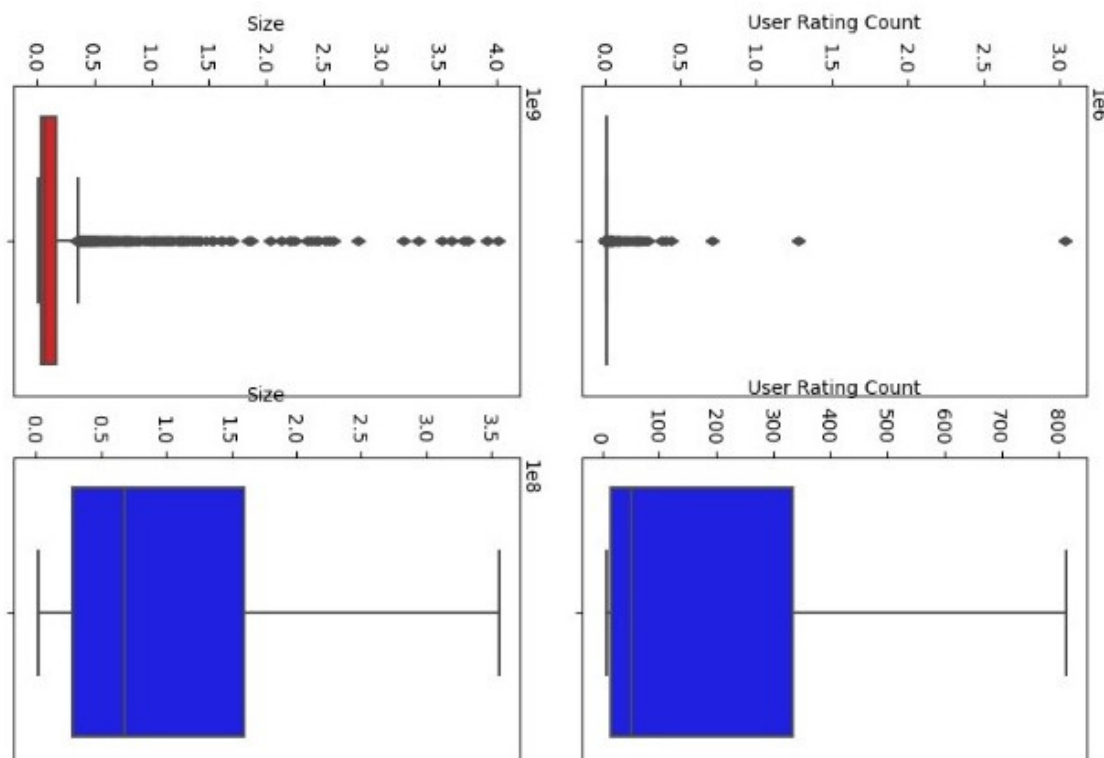 Size
User Rating Count
0.0 0.5 1.0 1.5 2.0 2.5 3.0 3.5 4.0
0.0 0.5 1.0 1.5 2.0 2.5 3.0
1e9
1e6
Size
User Rating Count
0.0 0.5 1.0 1.5 2.0 2.5 3.0 3.5
0 100 200 300 400 500 600 700 800
1e8